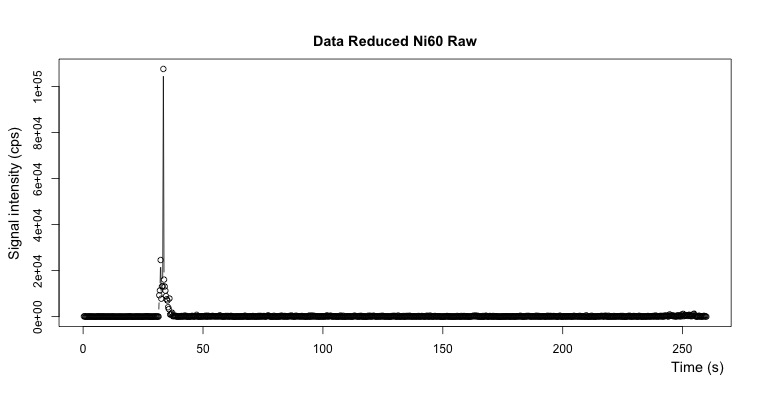 Data Reduced Ni60 Raw
Signal intensity (cps)
1e+05
8e+04
6e+04
4e+04
2e+04
0e+00
0 50 100 150 200 250
Time (s)